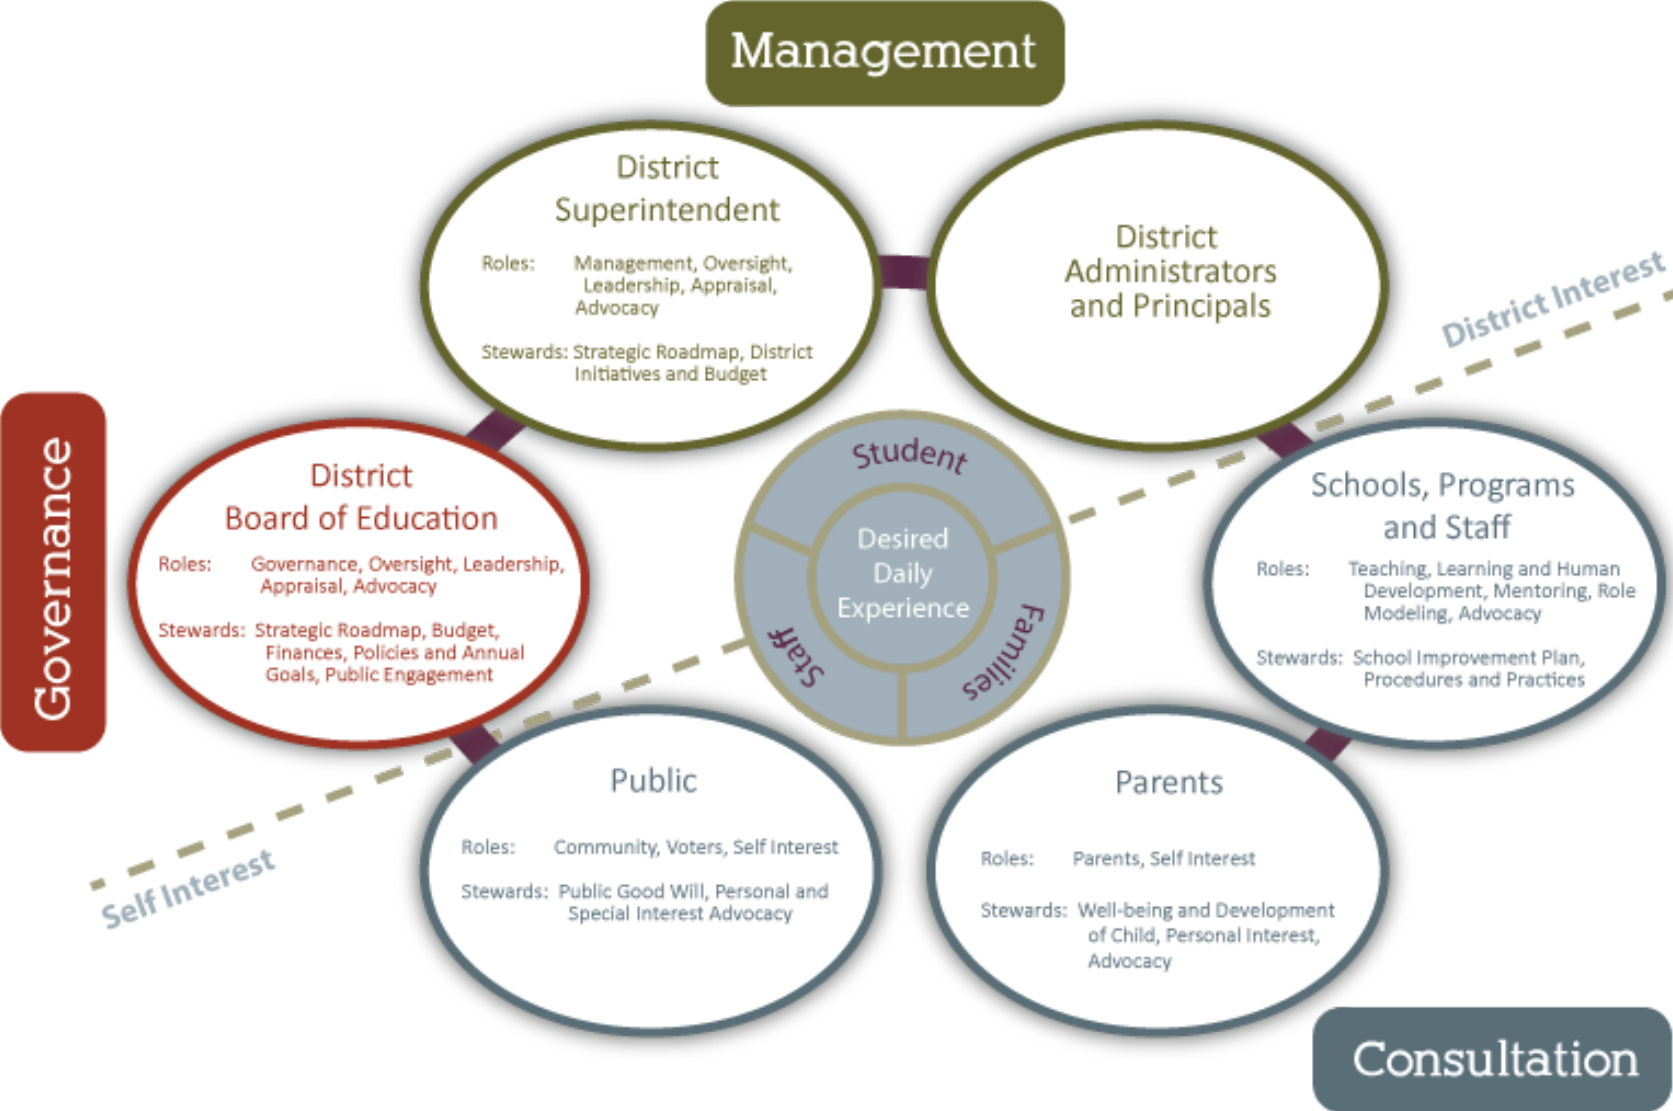 Management
District
Superintendent
Roles: Management, Oversight,
Leadership, Appraisal,
Advocacy
Stewards: Strategic Roadmap, District
Initiatives and Budget
District
Administrators
and Principals
District Interest
Governance
District
Board of Education
Roles: Governance, Oversight, Leadership,
Appraisal, Advocacy
Stewards: Strategic Roadmap, Budget,
Finances, Policies and Annual
Goals, Public Engagement
Student
Desired
Daily
Experience
Staff
Families
Schools, Programs
and Staff
Roles: Teaching, Learning and Human
Development, Mentoring, Role
Modeling, Advocacy
Stewards: School Improvement Plan,
Procedures and Practices
Self Interest
Public
Roles: Community, Voters, Self Interest
Stewards: Public Good Will, Personal and
Special Interest Advocacy
Parents
Roles: Parents, Self Interest
Stewards: Well-being and Development
of Child, Personal Interest,
Advocacy
Consultation